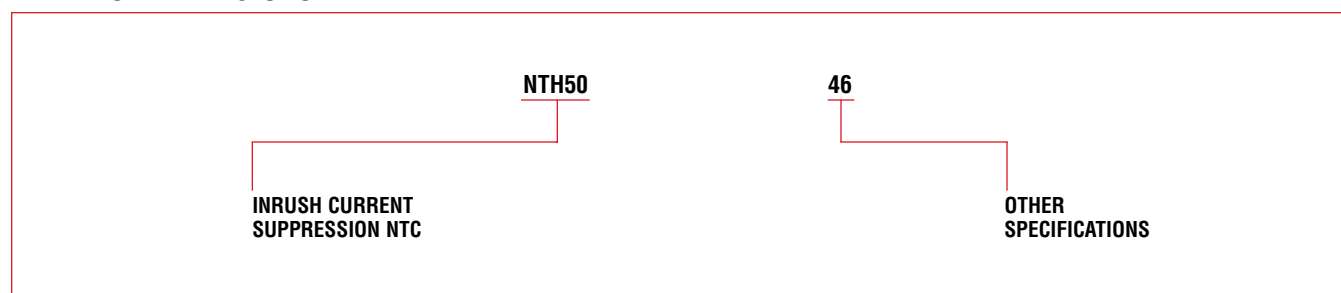 NTH50 46
INRUSH CURRENT
SUPPRESSION NTC
OTHER
SPECIFICATIONS